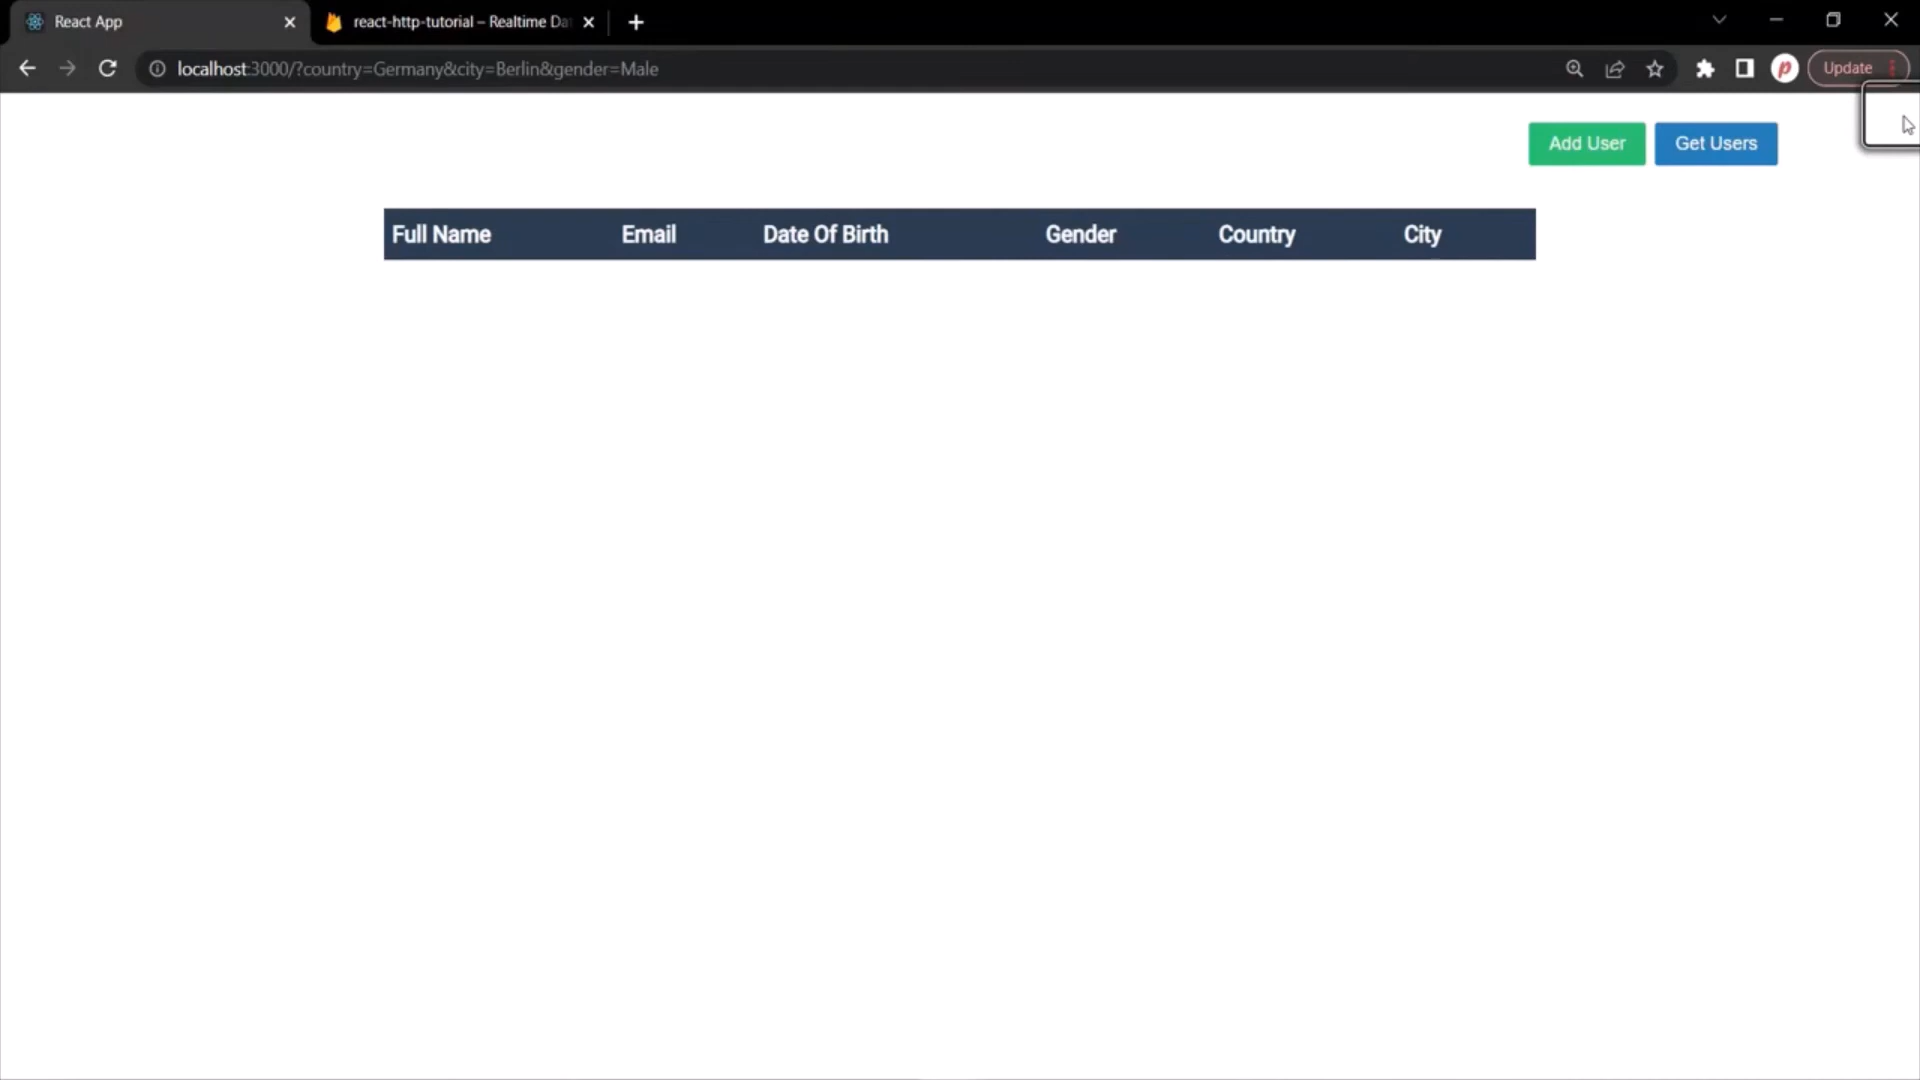 React App
react-http-tutorial – Realtime Da
localhost:3000/?country=Germany&city=Berlin&gender=Male
Update
Add User
Get Users
Full Name Email Date Of Birth Gender Country City